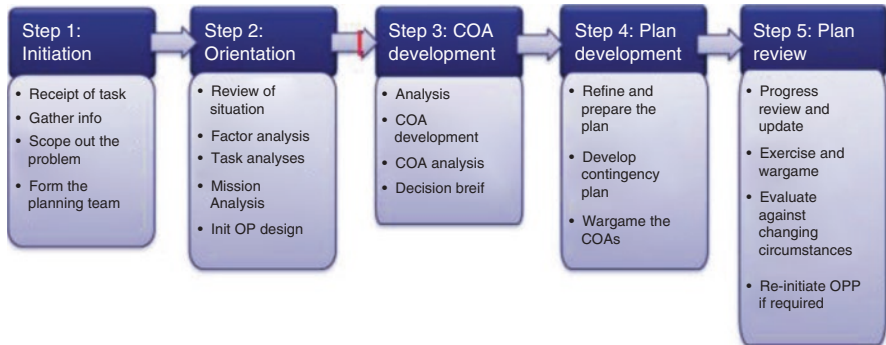 Step 1:
Initiation
• Receipt of task
• Gather info
• Scope out the
problem
• Form the
planning team
Step 2:
Orientation
• Review of
situation
• Factor analysis
• Task analyses
• Mission
Analysis
• Init OP design
Step 3: COA
development
• Analysis
• COA
development
• COA analysis
• Decision breif
Step 4: Plan
development
• Refine and
prepare the
plan
• Develop
contingency
plan
• Wargame the
COAs
Step 5: Plan
review
• Progress
review and
update
• Exercise and
wargame
• Evaluate
against
changing
circumstances
• Re-initiate OPP
if required